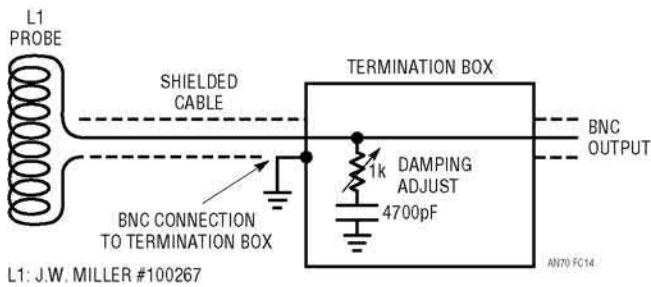 L1
PROBE
SHIELDED
CABLE
TERMINATION BOX
BNC
OUTPUT
1k
DAMPING
ADJUST
4700pF
BNC CONNECTION
TO TERMINATION BOX
AN70 FC14
L1: J.W. MILLER #100267